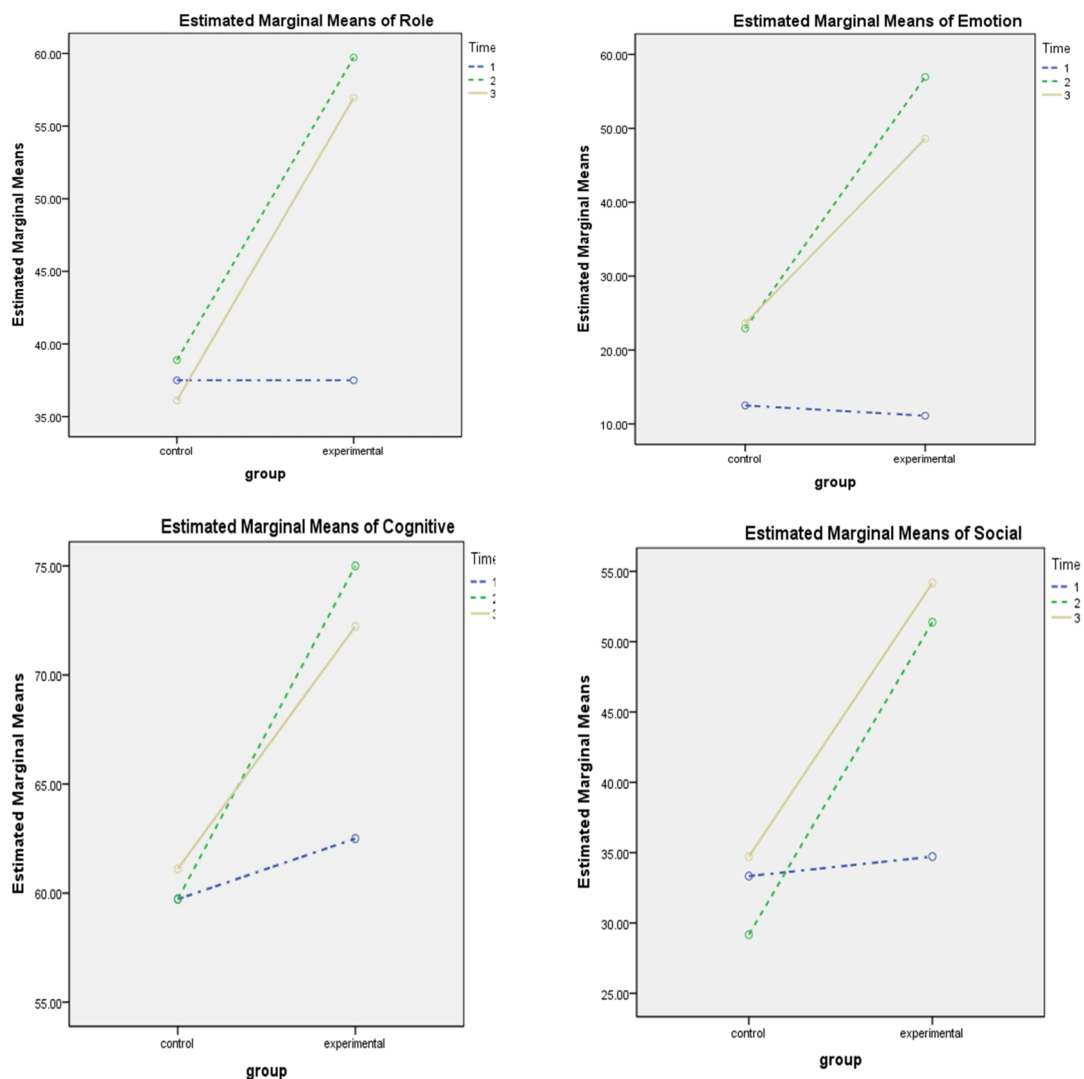 Estimated Marginal Means of Role
Time
1
2
3
60.00
55.00
50.00
45.00
40.00
35.00
Estimated Marginal Means
control
experimental
group
Estimated Marginal Means of Emotion
Time
1
2
3
60.00
50.00
40.00
30.00
20.00
10.00
Estimated Marginal Means
control
experimental
group
Estimated Marginal Means of Cognitive
Time
75.00
70.00
65.00
60.00
55.00
Estimated Marginal Means
control
experimental
group
Estimated Marginal Means of Social
Time
1
2
3
55.00
50.00
45.00
40.00
35.00
30.00
25.00
Estimated Marginal Means
control
experimental
group